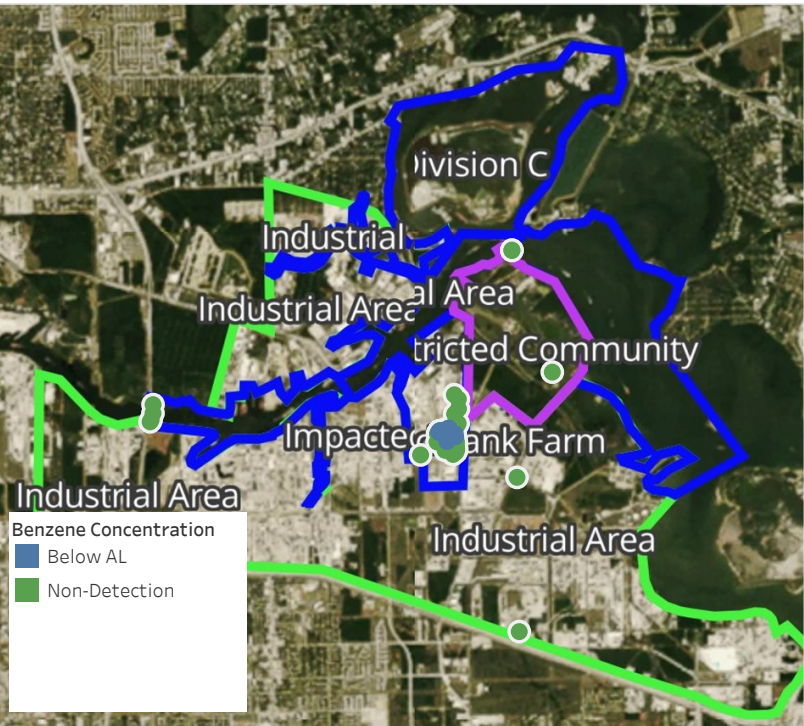 Division C
Industrial
al Area
Industrial Area
tricted Community
Impacted
ank Farm
Industrial Area
Benzene Concentration
Below AL
Non-Detection
Industrial Area